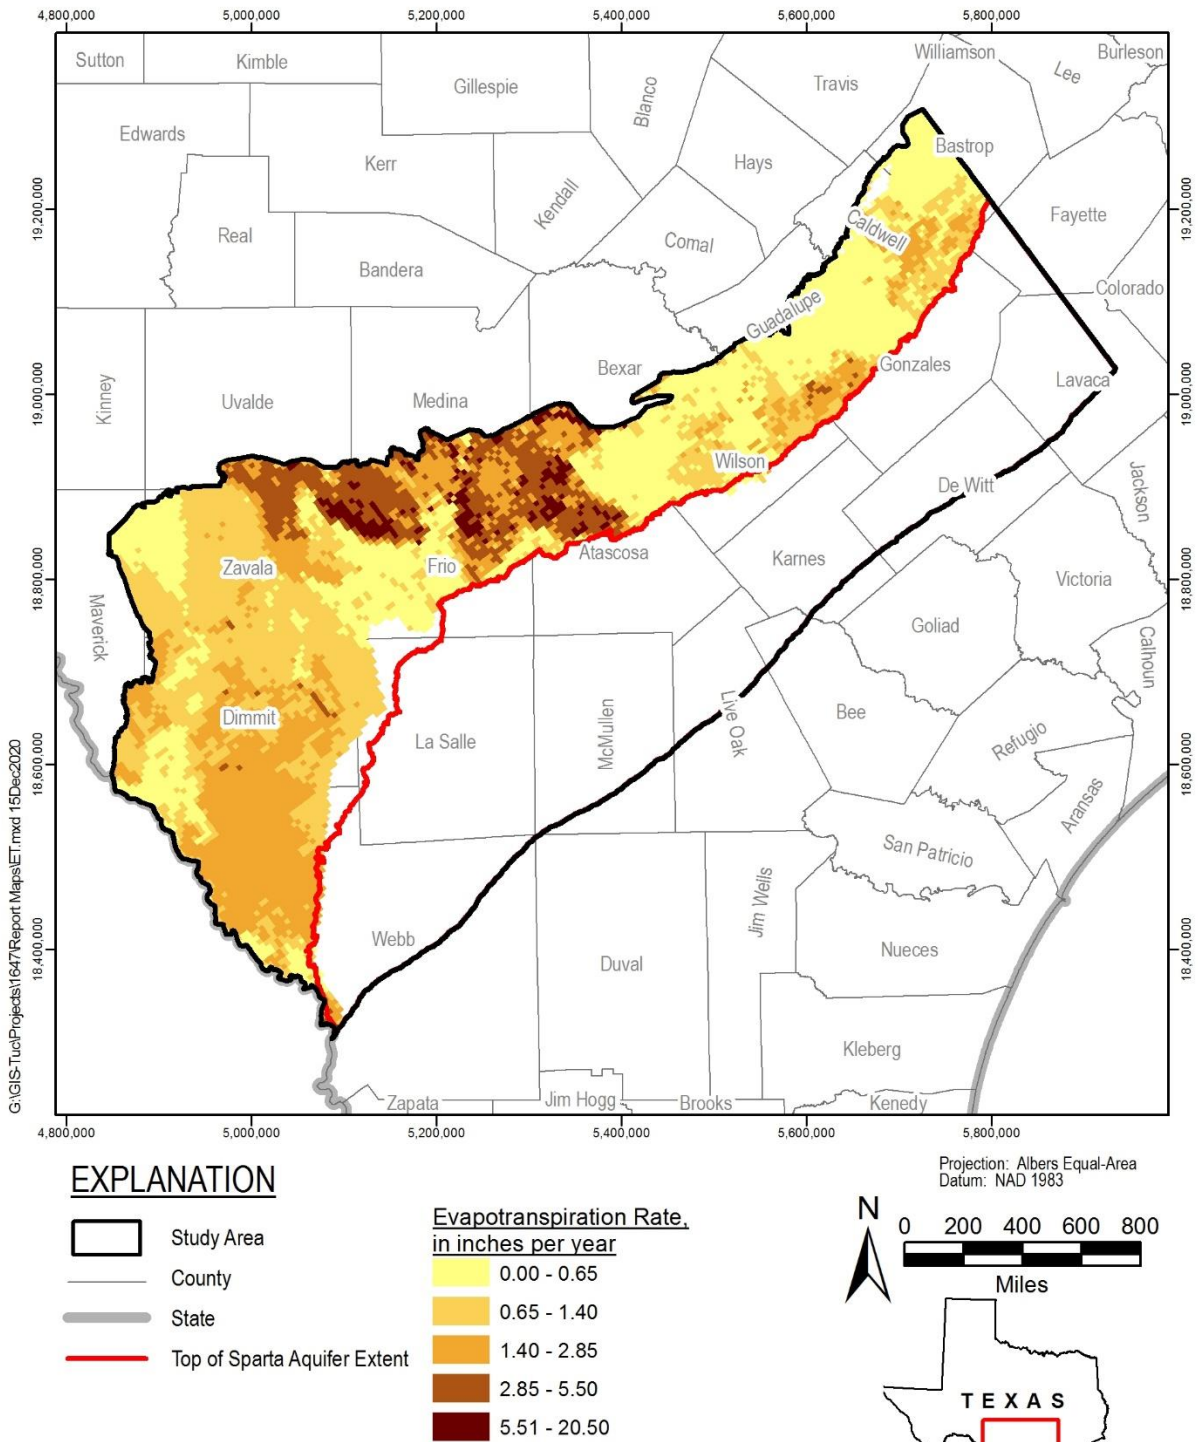 4,800,000 5,000,000 5,200,000 5,400,000 5,600,000 5,800,000
Sutton
Kimble
Gillespie
Blanco
Travis
Williamson
Lee
Burleson
Edwards
Kerr
Kendall
Hays
Bastrop
19,200,000
19,200,000
Real
Bandera
Comal
Caldwell
Fayette
Guadalupe
Colorado
Kinney
Uvalde
Medina
Bexar
Gonzales
Lavaca
19,000,000
19,000,000
Wilson
De Witt
Jackson
Zavala
Frio
Atascosa
Karnes
Victoria
18,800,000
18,800,000
Maverick
Goliad
Calhoun
Dimmit
La Salle
McMullen
Live Oak
Bee
Refugio
18,600,000
18,600,000
Aransas
San Patricio
Jim Wells
Webb
Duval
Nueces
18,400,000
18,400,000
Kleberg
Zapata
Jim Hogg
Brooks
Kenedy
G:\GIS-Tuc\Projects\1647\Report Maps\ET.mxd 15Dec2020
4,800,000 5,000,000 5,200,000 5,400,000 5,600,000 5,800,000
Projection: Albers Equal-Area
Datum: NAD 1983
EXPLANATION
Study Area
County
State
Top of Sparta Aquifer Extent
Evapotranspiration Rate,
in inches per year
0.00 - 0.65
0.65 - 1.40
1.40 - 2.85
2.85 - 5.50
5.51 - 20.50
N
0 200 400 600 800
Miles
TEXAS